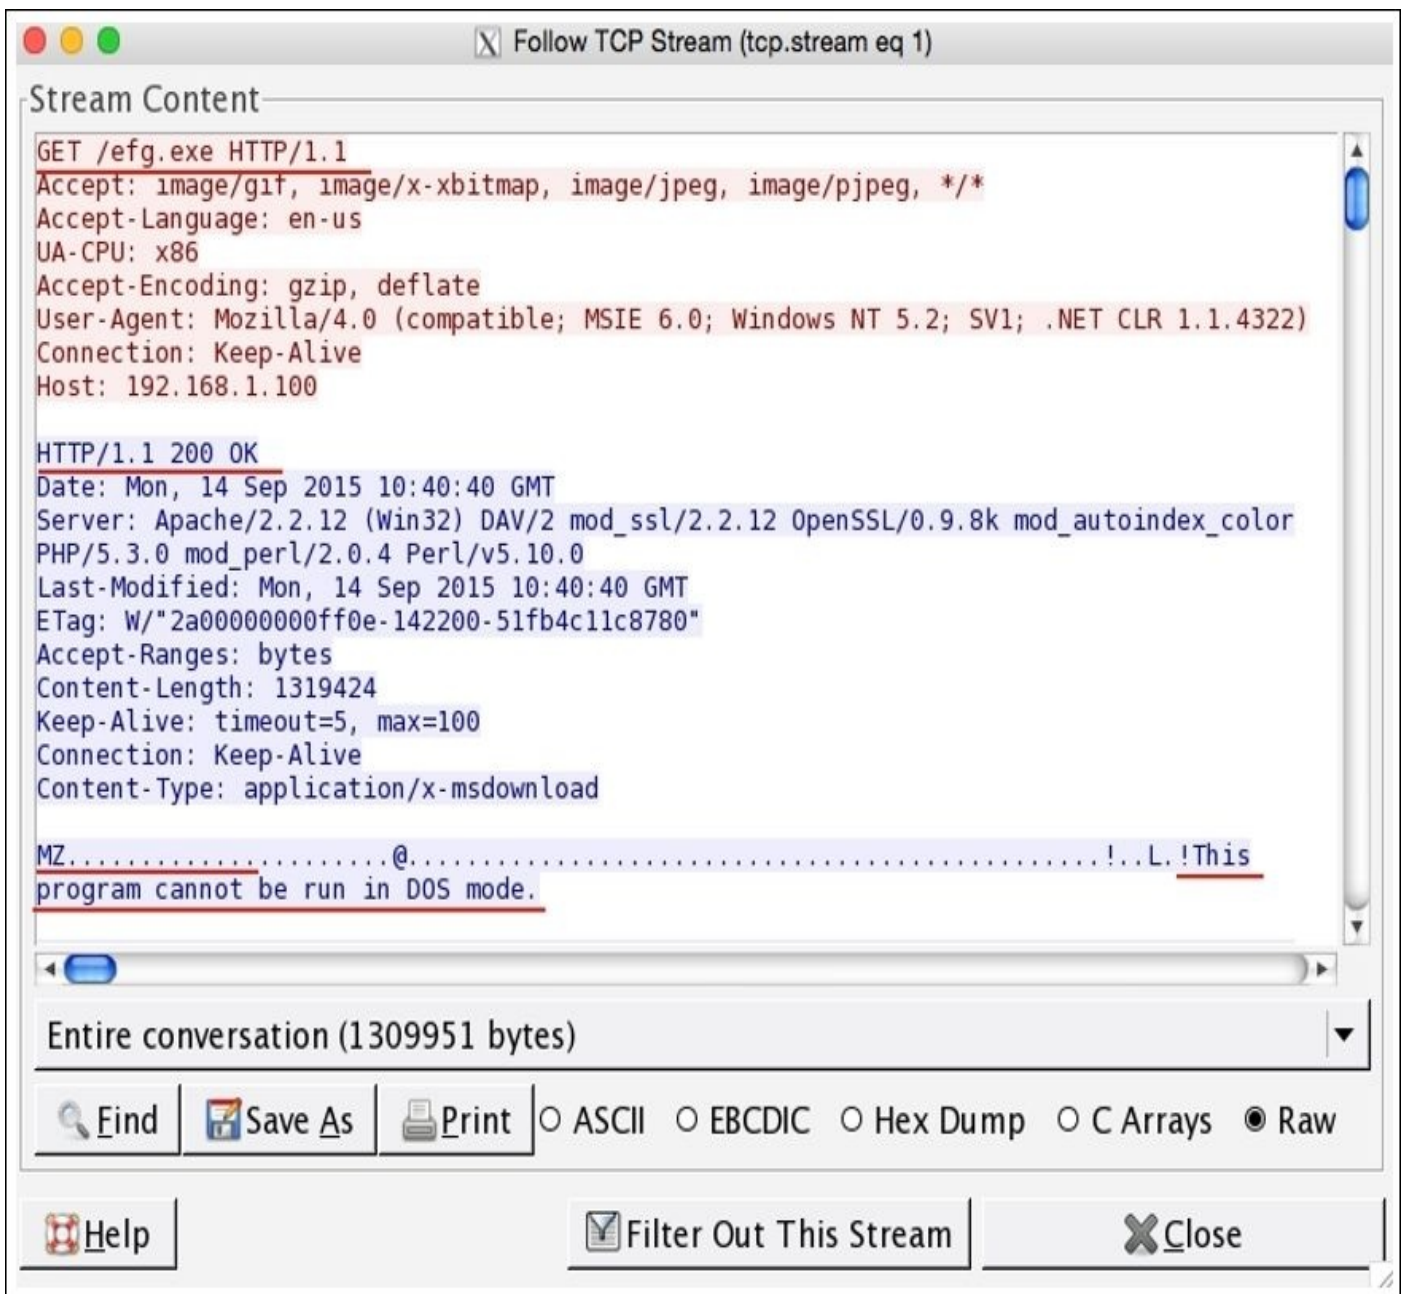 X Follow TCP Stream (tcp.stream eq 1)
Stream Content
GET /efg.exe HTTP/1.1
Accept: image/gif, image/x-xbitmap, image/jpeg, image/pjpeg, */*
Accept-Language: en-us
UA-CPU: x86
Accept-Encoding: gzip, deflate
User-Agent: Mozilla/4.0 (compatible; MSIE 6.0; Windows NT 5.2; SV1; .NET CLR 1.1.4322)
Connection: Keep-Alive
Host: 192.168.1.100
HTTP/1.1 200 OK
Date: Mon, 14 Sep 2015 10:40:40 GMT
Server: Apache/2.2.12 (Win32) DAV/2 mod_ssl/2.2.12 OpenSSL/0.9.8k mod_autoindex_color
PHP/5.3.0 mod_perl/2.0.4 Perl/v5.10.0
Last-Modified: Mon, 14 Sep 2015 10:40:40 GMT
ETag: W/"2a00000000ff0e-142200-51fb4c11c8780"
Accept-Ranges: bytes
Content-Length: 1319424
Keep-Alive: timeout=5, max=100
Connection: Keep-Alive
Content-Type: application/x-msdownload
MZ......................@...............................................!..L.!This
program cannot be run in DOS mode.
Entire conversation (1309951 bytes)
Find Save As Print ASCII EBCDIC Hex Dump C Arrays Raw
Help Filter Out This Stream Close